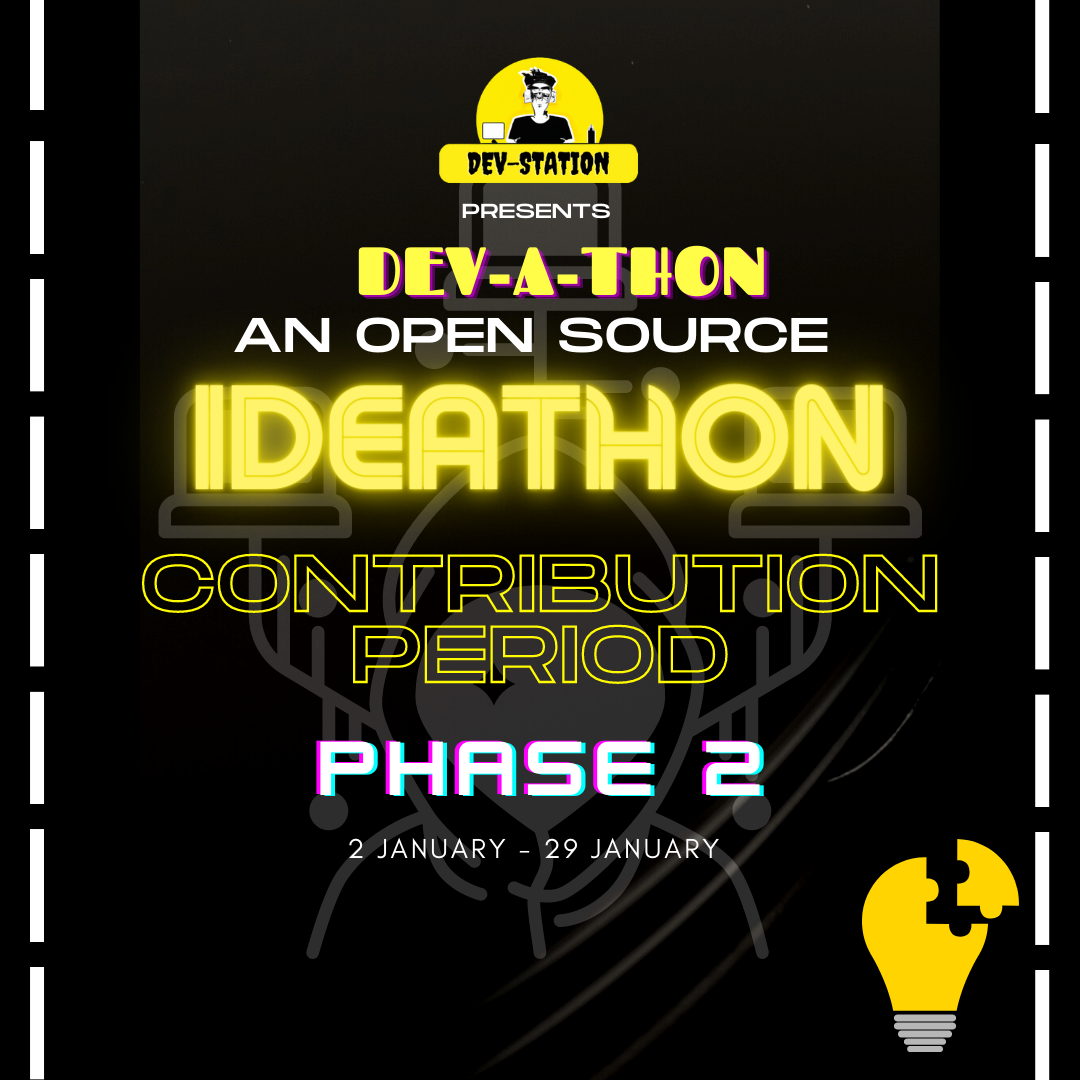 DEV-STATION
PRESENTS
DEV-A-THON
AN OPEN SOURCE
IDEATHON
CONTRIBUTION
PERIOD
PHASE 2
2 JANUARY - 29 JANUARY